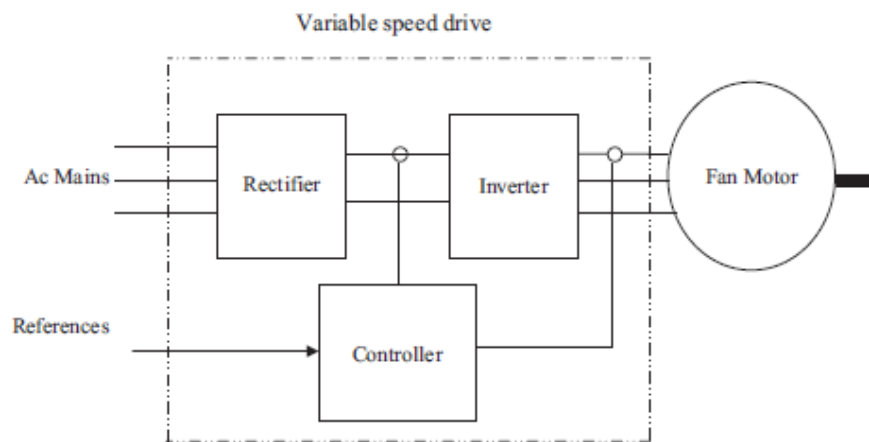 Variable speed drive
Ac Mains
Rectifier
Inverter
Fan Motor
References
Controller